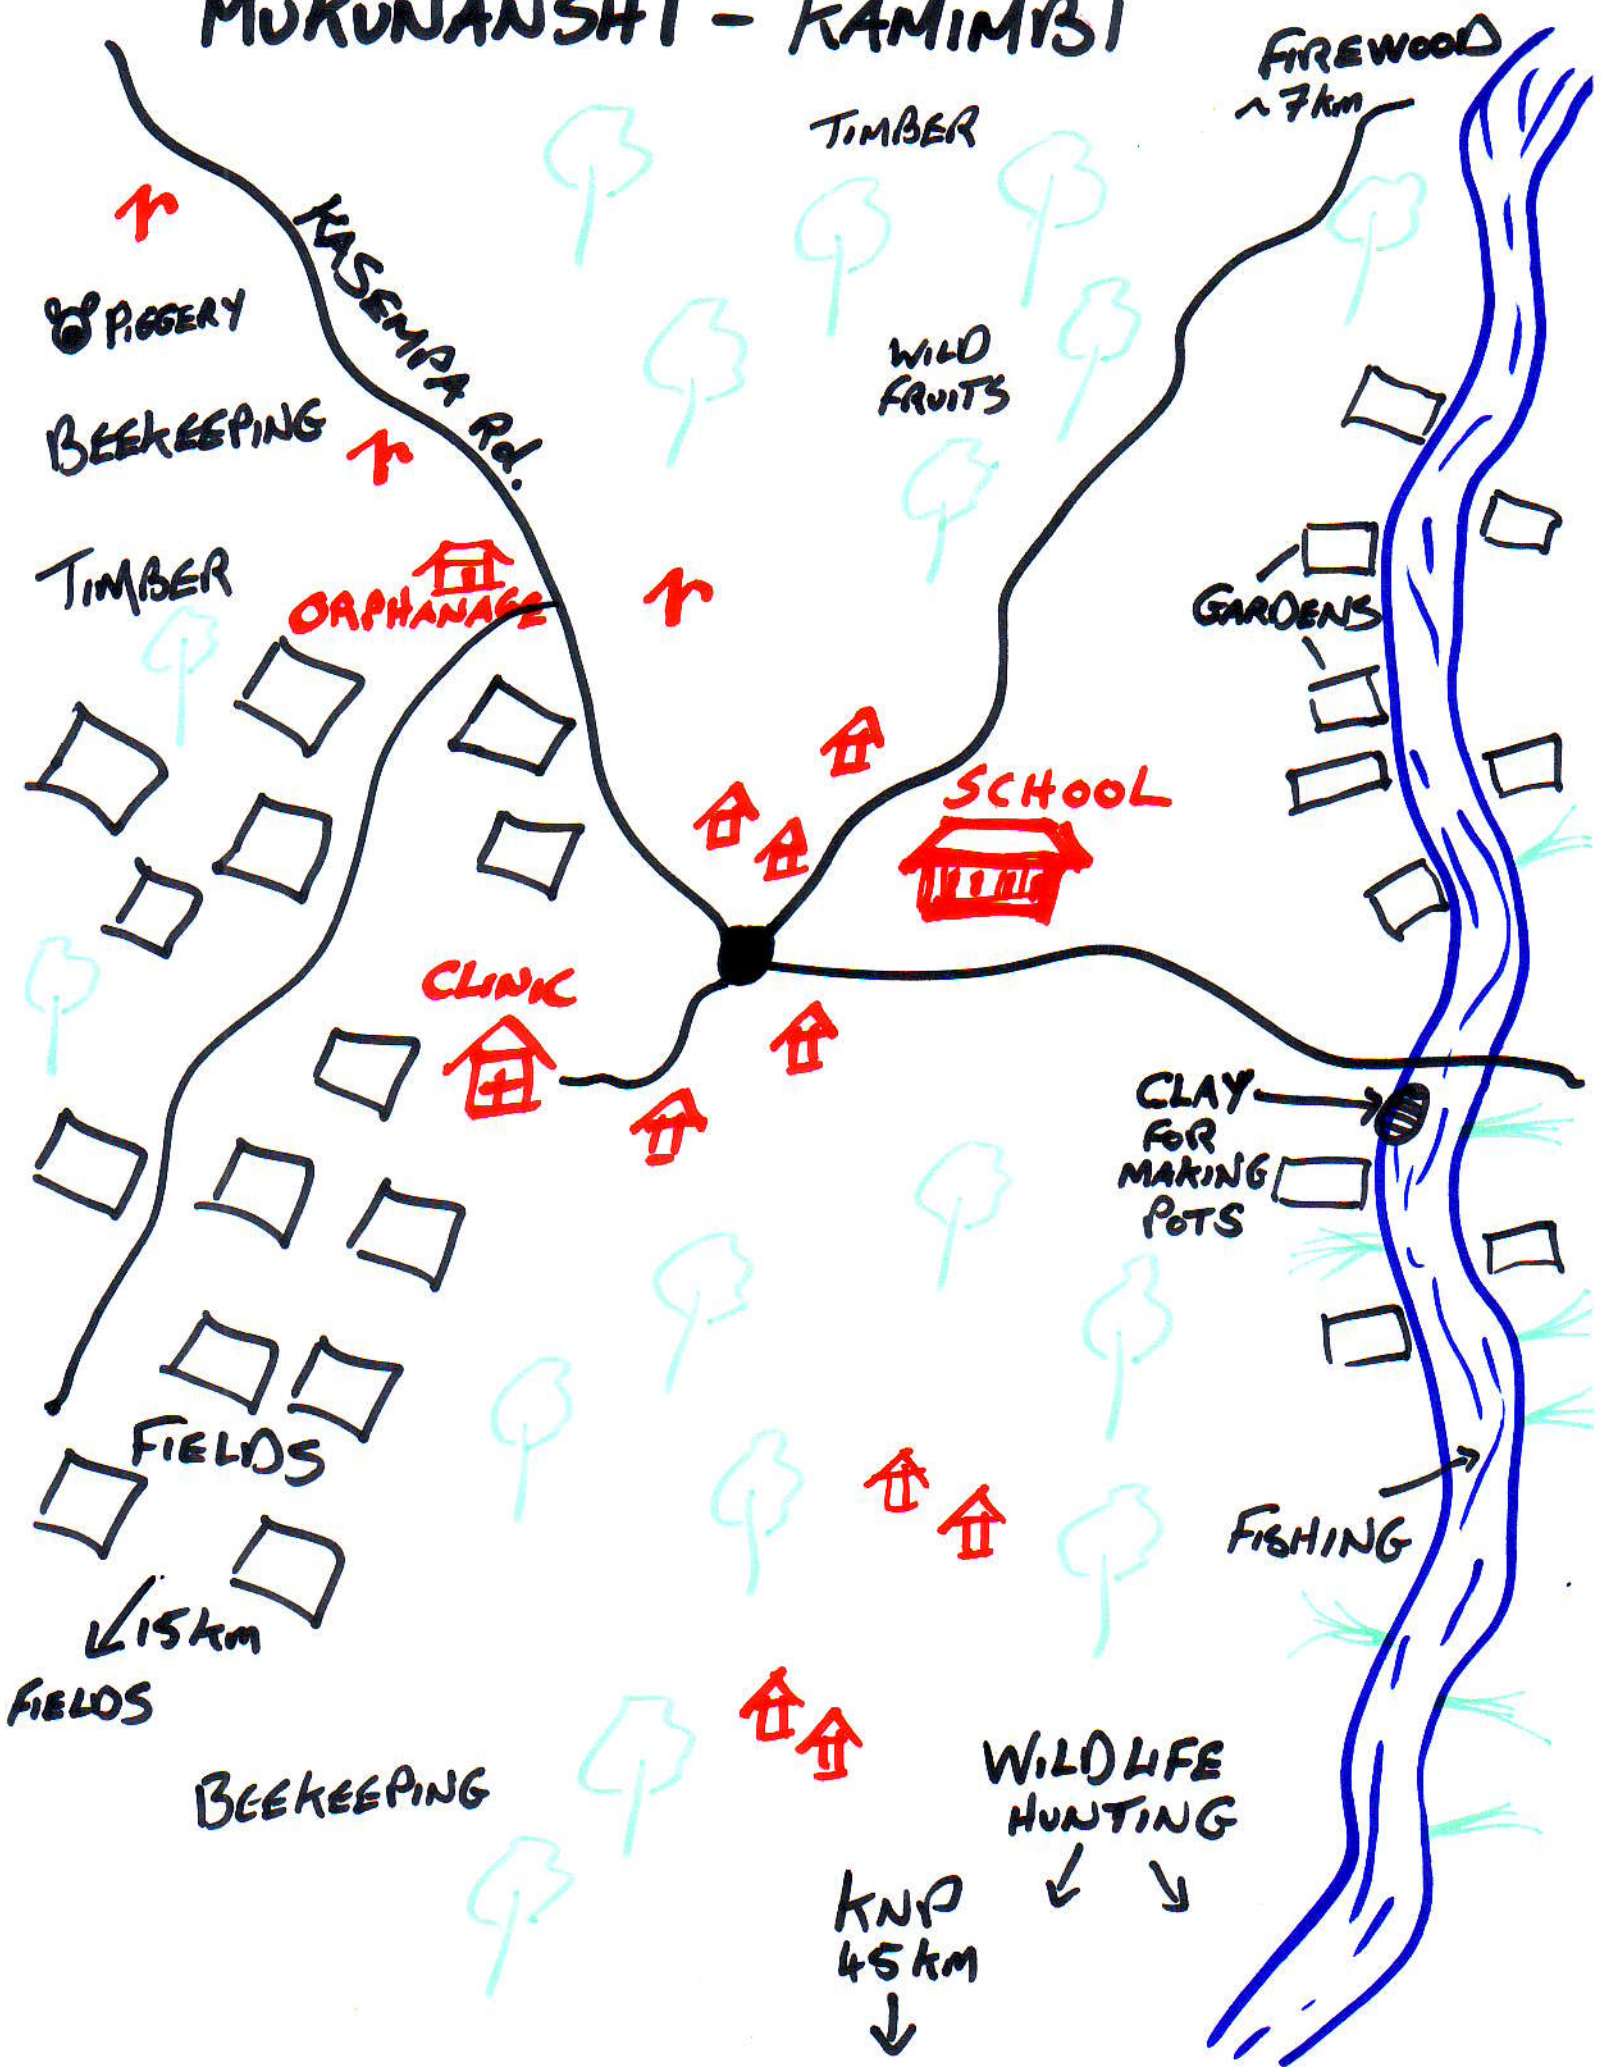 MUKUNANSHI - KAMIMBI
FIREWOOD
~7km
TIMBER
KASEMPA Rd.
PIGGERY
WILD
FRUITS
BEEKEEPING
TIMBER
ORPHANAGE
GARDENS
SCHOOL
CLINIC
CLAY
FOR
MAKING
POTS
FIELDS
FISHING
15km
FIELDS
WILDLIFE
HUNTING
BEEKEEPING
KNP
45km